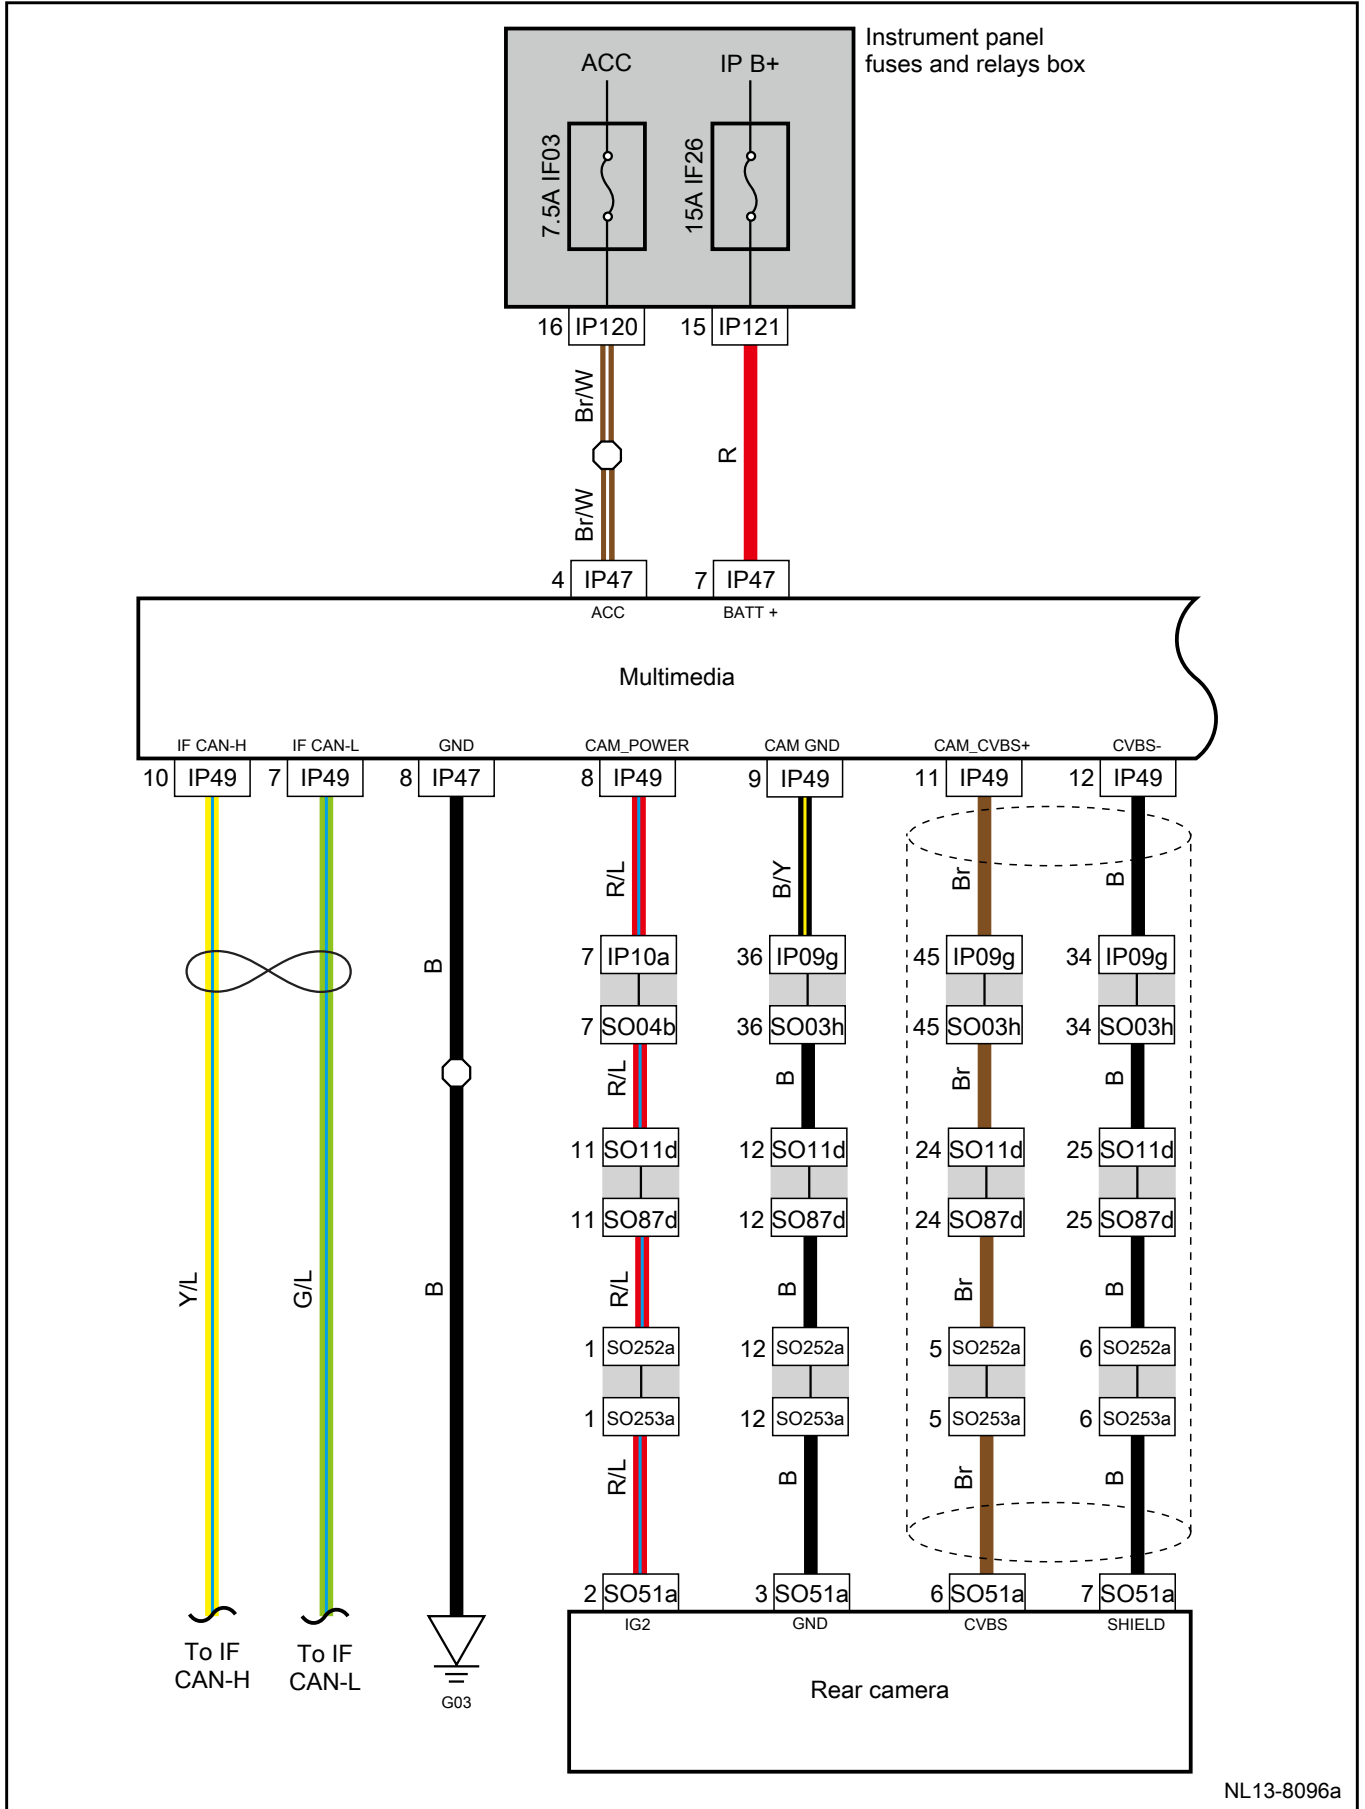 Instrument panel
fuses and relays box
ACC IP B+
7.5A IF03 15A IF26
16 IP120 15 IP121
Br/W
R
Br/W
4 IP47 7 IP47
ACC BATT +
Multimedia
IF CAN-H IF CAN-L GND CAM_POWER CAM GND CAM_CVBS+ CVBS-
10 IP49 7 IP49 8 IP47 8 IP49 9 IP49 11 IP49 12 IP49
R/L B/Y Br B
B
7 IP10a 36 IP09g 45 IP09g 34 IP09g
7 SO04b 36 SO03h 45 SO03h 34 SO03h
R/L B Br B
11 SO11d 12 SO11d 24 SO11d 25 SO11d
11 SO87d 12 SO87d 24 SO87d 25 SO87d
Y/L G/L B R/L B Br B
1 SO252a 12 SO252a 5 SO252a 6 SO252a
1 SO253a 12 SO253a 5 SO253a 6 SO253a
R/L B Br B
2 SO51a 3 SO51a 6 SO51a 7 SO51a
IG2 GND CVBS SHIELD
To IF
CAN-H
To IF
CAN-L
G03
Rear camera
NL13-8096a